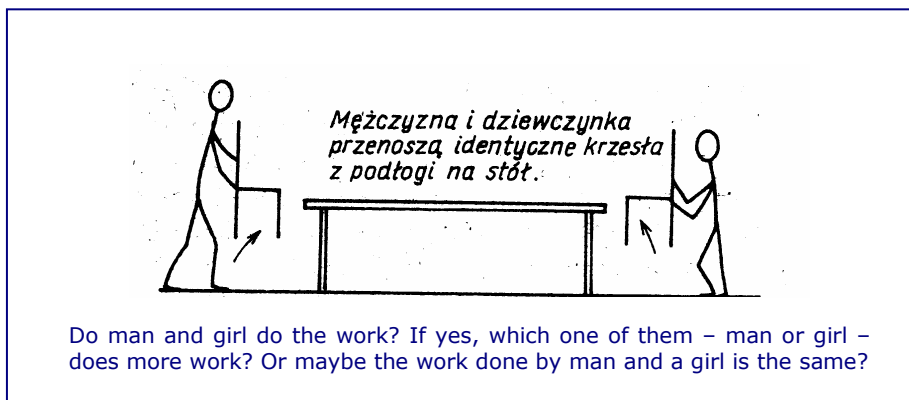 Mężczyzna i dziewczynka
przenoszą identyczne krzesła
z podłogi na stół.
Do man and girl do the work? If yes, which one of them – man or girl –
does more work? Or maybe the work done by man and a girl is the same?